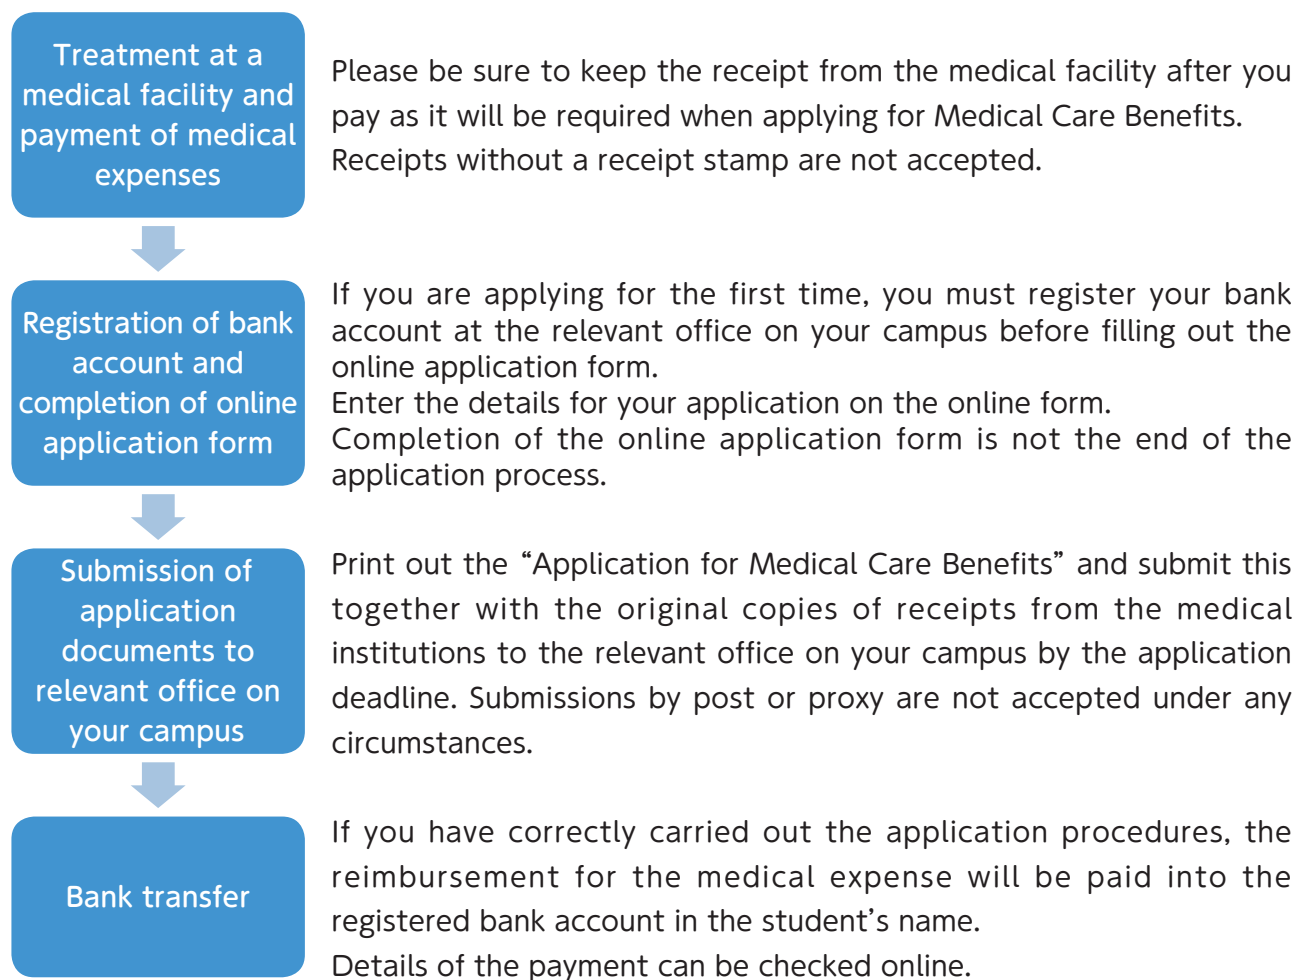 Treatment at a
medical facility and
payment of medical
expenses
Please be sure to keep the receipt from the medical facility after you
pay as it will be required when applying for Medical Care Benefits.
Receipts without a receipt stamp are not accepted.
Registration of bank
account and
completion of online
application form
If you are applying for the first time, you must register your bank
account at the relevant office on your campus before filling out the
online application form.
Enter the details for your application on the online form.
Completion of the online application form is not the end of the
application process.
Submission of
application
documents to
relevant office on
your campus
Print out the “Application for Medical Care Benefits” and submit this
together with the original copies of receipts from the medical
institutions to the relevant office on your campus by the application
deadline. Submissions by post or proxy are not accepted under any
circumstances.
Bank transfer
If you have correctly carried out the application procedures, the
reimbursement for the medical expense will be paid into the
registered bank account in the student’s name.
Details of the payment can be checked online.